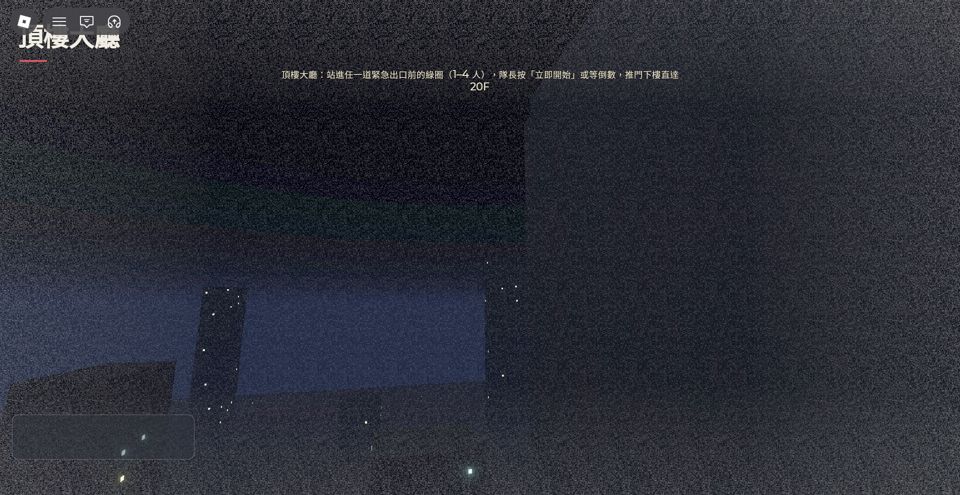 頂樓大廳
頂樓大廳：站進任一道緊急出口前的綠圈（1–4 人），隊長按「立即開始」或等倒數，推門下樓直達
20F